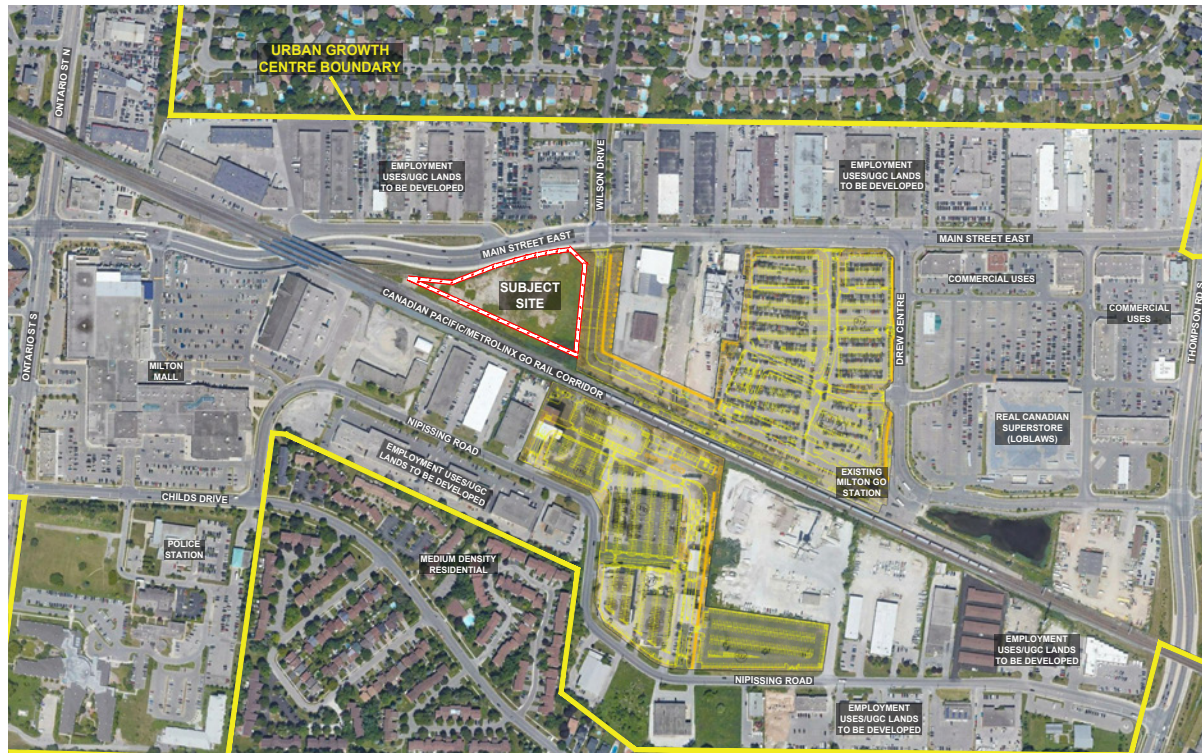 URBAN GROWTH
CENTRE BOUNDARY
ONTARIO ST N
EMPLOYMENT
USES/UGC LANDS
TO BE DEVELOPED
WILSON DRIVE
EMPLOYMENT
USES/UGC LANDS
TO BE DEVELOPED
MAIN STREET EAST
MAIN STREET EAST
SUBJECT
SITE
COMMERCIAL USES
COMMERCIAL
USES
CANADIAN PACIFIC/METROLINX GO RAIL CORRIDOR
DREW CENTRE
THOMPSON RD S
ONTARIO ST S
MILTON
MALL
NIPISSING ROAD
REAL CANADIAN
SUPERSTORE
(LOBLAWS)
EMPLOYMENT USES/UGC
LANDS TO BE DEVELOPED
EXISTING
MILTON GO
STATION
CHILDS DRIVE
POLICE
STATION
MEDIUM DENSITY
RESIDENTIAL
EMPLOYMENT
USES/UGC LANDS
TO BE DEVELOPED
NIPISSING ROAD
EMPLOYMENT
USES/UGC LANDS
TO BE DEVELOPED